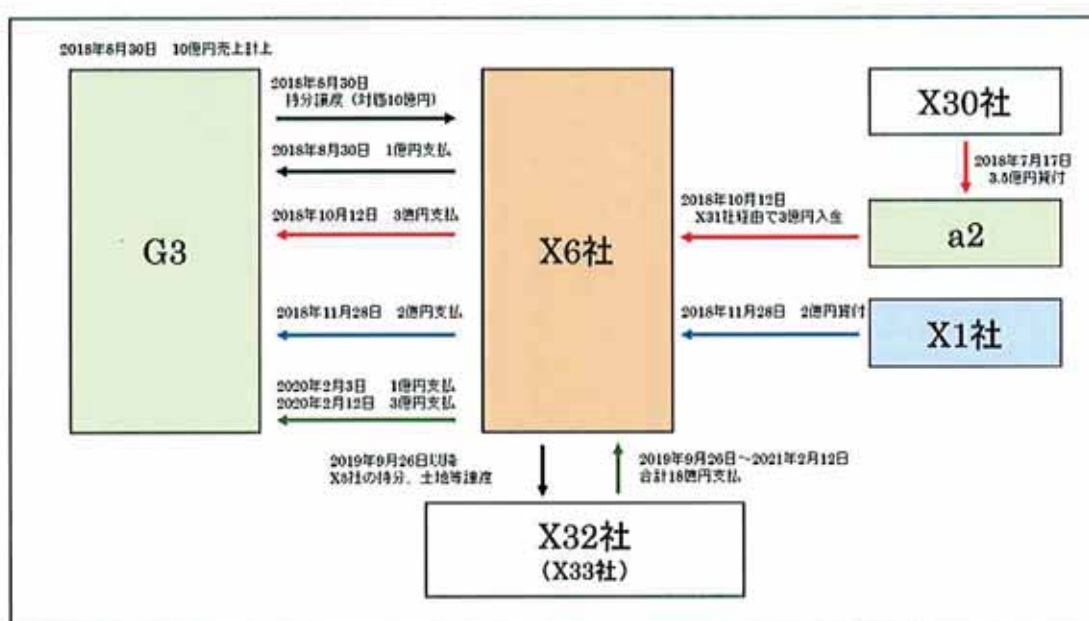 2018年8月30日 10億円売上計上
G3
2018年8月30日
持分譲渡(対価10億円)
2018年8月30日 1億円支払
2018年10月12日 3億円支払
2018年11月28日 2億円支払
2020年2月3日 1億円支払
2020年2月12日 3億円支払
X6社
X30社
2018年7月17日
3.5億円貸付
2018年10月12日
X31社経由で3億円入金
a2
2018年11月28日 2億円貸付
X1社
2019年9月26日以降
の持分、土地等譲渡
2019年9月26日～2021年2月12日
合計18億円支払
X32社
(X33社)